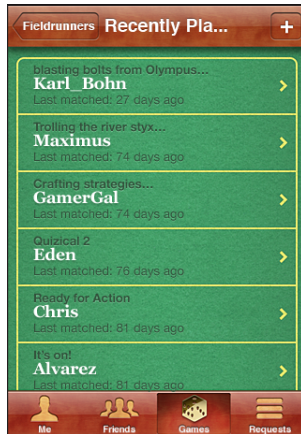 Fieldrunners
Recently Pla...
+
blasting bolts from Olympus...
Karl_Bohn
Last matched: 27 days ago
Trolling the river styx...
Maximus
Last matched: 74 days ago
Crafting strategies...
GamerGal
Last matched: 74 days ago
Quizical 2
Eden
Last matched: 76 days ago
Ready for Action
Chris
Last matched: 81 days ago
It's on!
Alvarez
Last matched: 81 days ago
Me
Friends
Games
Requests